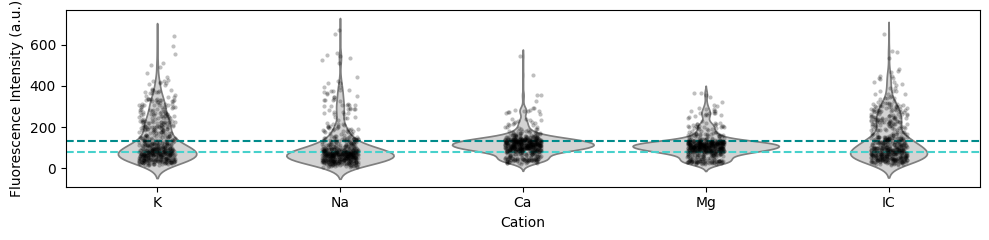 Fluorescence Intensity (a.u.)
600
400
200
0
K Na Ca Mg IC
Cation